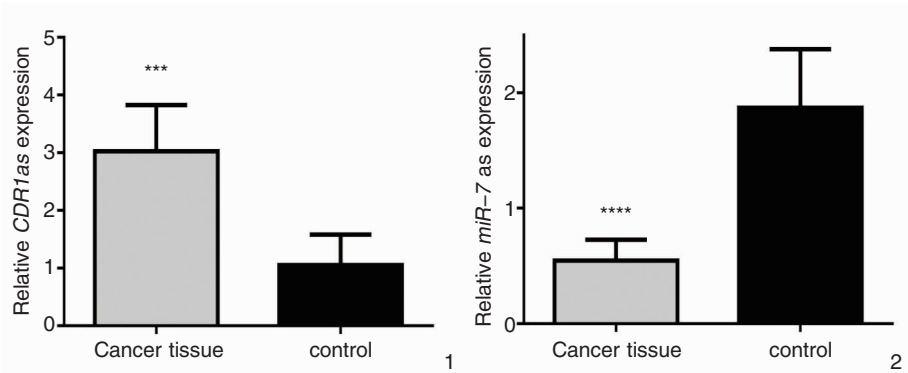 Relative CDR1as expression
5
4
3
2
1
0
***
Cancer tissue
control
1
Relative miR–7 as expression
2
1
0
****
Cancer tissue
control
2